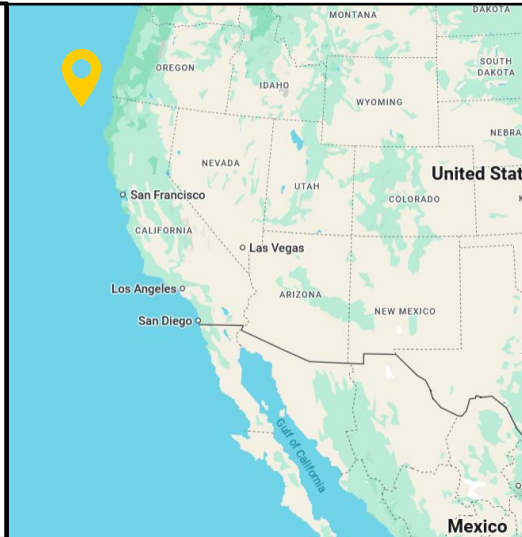 MONTANA
DAKOTA
OREGON
IDAHO
SOUTH
DAKOTA
WYOMING
NEBRA
NEVADA
United Stat
UTAH
COLORADO
San Francisco
CALIFORNIA
Las Vegas
Los Angeles
ARIZONA
NEW MEXICO
San Diego
Gulf of California
Mexico